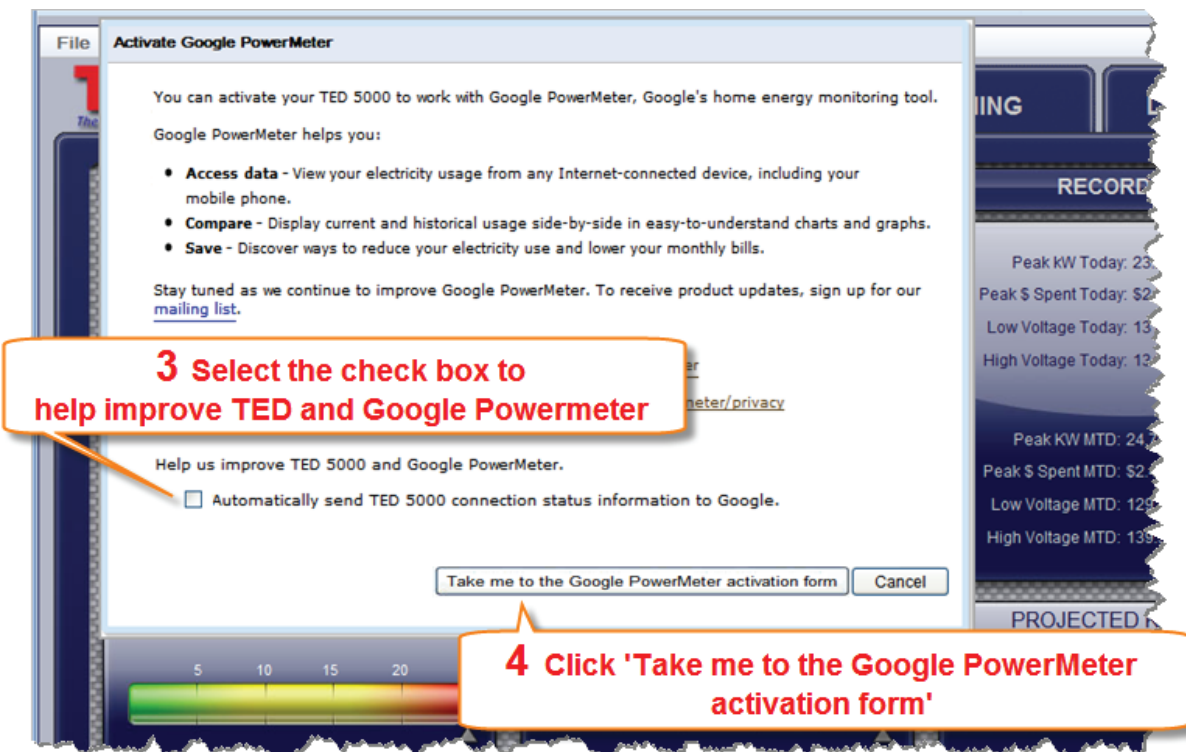 File
Activate Google PowerMeter
You can activate your TED 5000 to work with Google PowerMeter, Google's home energy monitoring tool.
Google PowerMeter helps you:
• Access data - View your electricity usage from any Internet-connected device, including your
mobile phone.
• Compare - Display current and historical usage side-by-side in easy-to-understand charts and graphs.
• Save - Discover ways to reduce your electricity use and lower your monthly bills.
Stay tuned as we continue to improve Google PowerMeter. To receive product updates, sign up for our
mailing list.
3 Select the check box to
help improve TED and Google Powermeter
er
neter/privacy
Help us improve TED 5000 and Google PowerMeter.
Automatically send TED 5000 connection status information to Google.
Take me to the Google PowerMeter activation form
Cancel
4 Click 'Take me to the Google PowerMeter
activation form'
The
ING
RECORD
Peak kW Today: 23
Peak $ Spent Today: $2
Low Voltage Today: 13
High Voltage Today: 13
Peak KW MTD: 24,
Peak $ Spent MTD: $2.
Low Voltage MTD: 129
High Voltage MTD: 139
PROJECTED
5 10 15 20